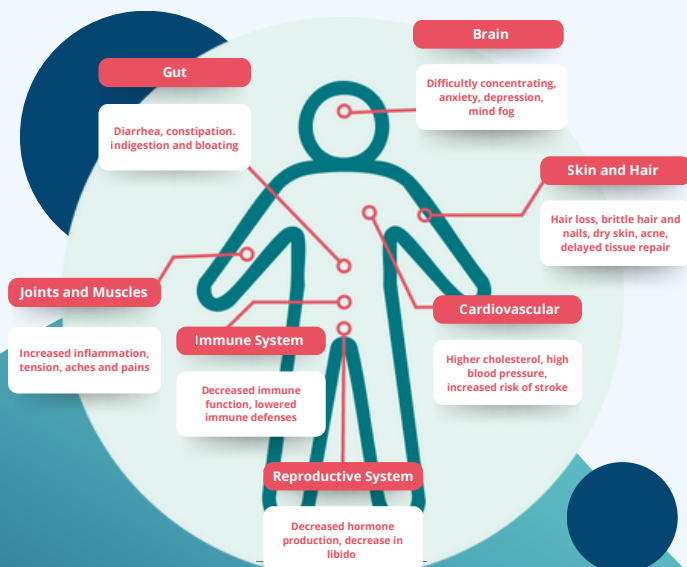 Brain
Difficultly concentrating,
anxiety, depression,
mind fog
Gut
Diarrhea, constipation.
indigestion and bloating
Skin and Hair
Hair loss, brittle hair and
nails, dry skin, acne,
delayed tissue repair
Joints and Muscles
Increased inflammation,
tension, aches and pains
Immune System
Decreased immune
function, lowered
immune defenses
Cardiovascular
Higher cholesterol, high
blood pressure,
increased risk of stroke
Reproductive System
Decreased hormone
production, decrease in
libido